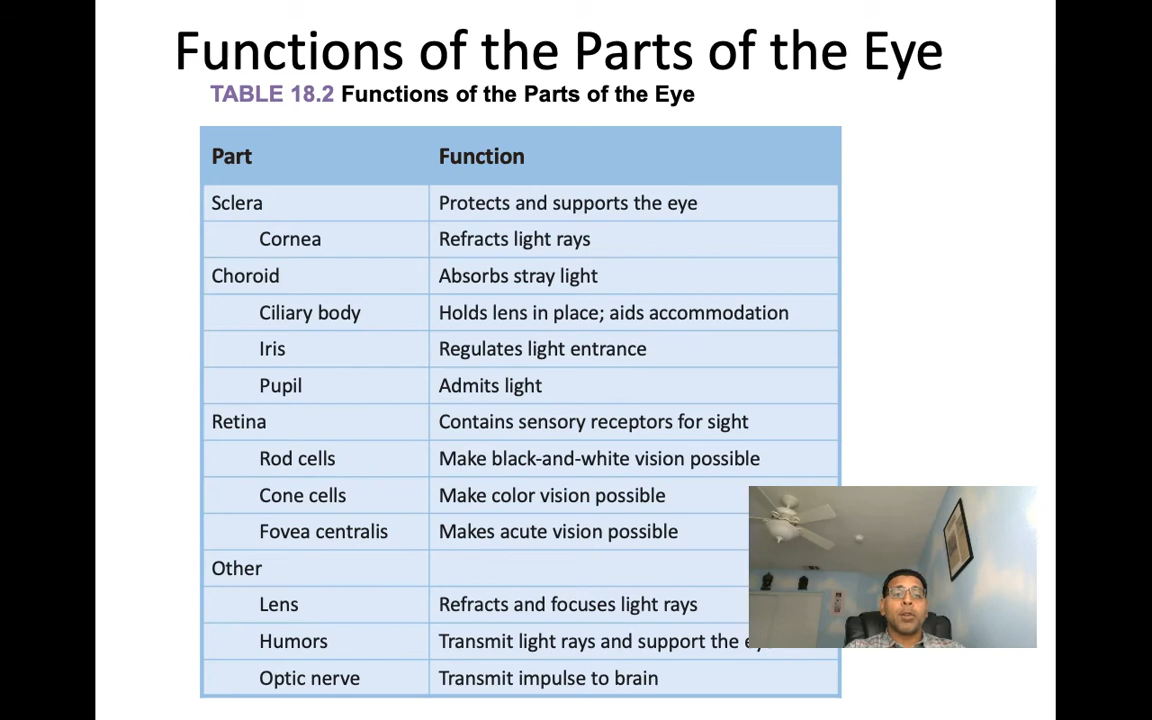 Functions of the Parts of the Eye
TABLE 18.2 Functions of the Parts of the Eye
Part Function
Sclera Protects and supports the eye
Cornea Refracts light rays
Choroid Absorbs stray light
Ciliary body Holds lens in place; aids accommodation
Iris Regulates light entrance
Pupil Admits light
Retina Contains sensory receptors for sight
Rod cells Make black-and-white vision possible
Cone cells Make color vision possible
Fovea centralis Makes acute vision possible
Other
Lens Refracts and focuses light rays
Humors Transmit light rays and support the
Optic nerve Transmit impulse to brain